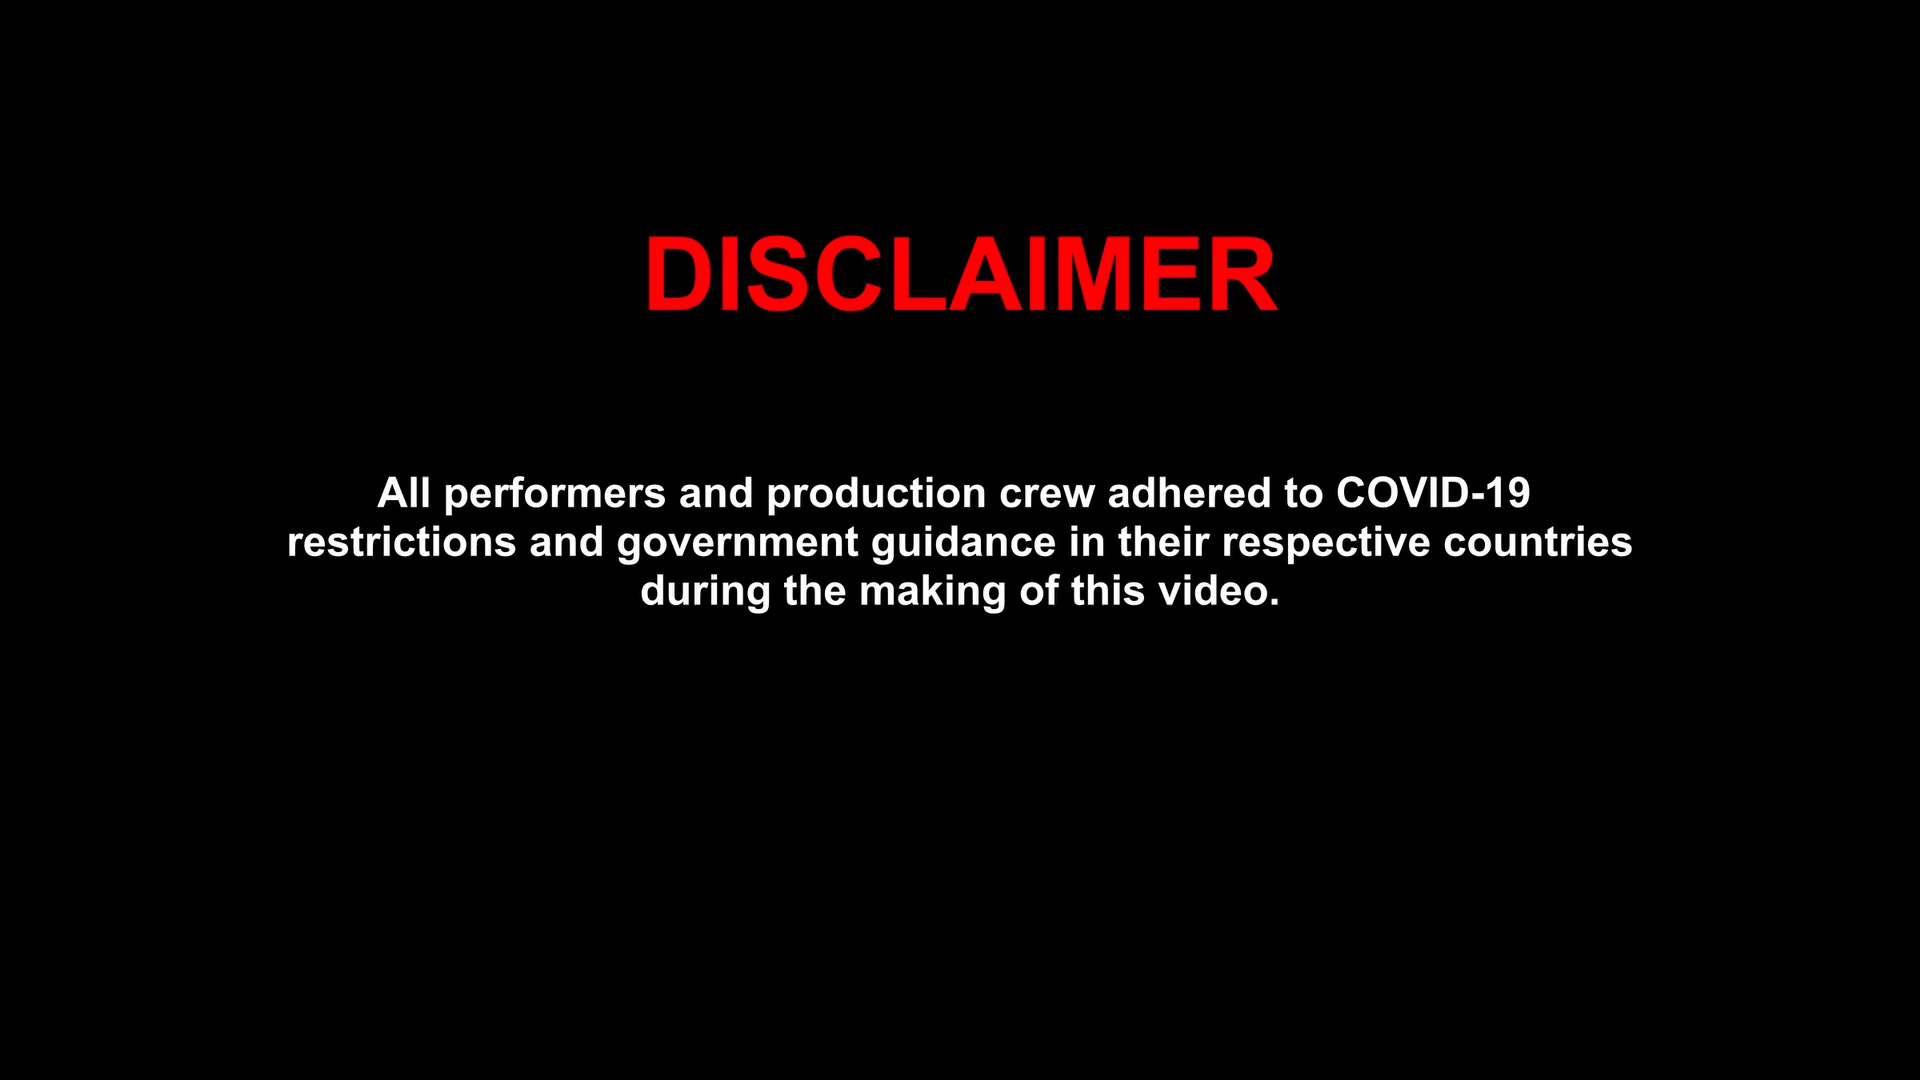 DISCLAIMER
All performers and production crew adhered to COVID-19
restrictions and government guidance in their respective countries
during the making of this video.